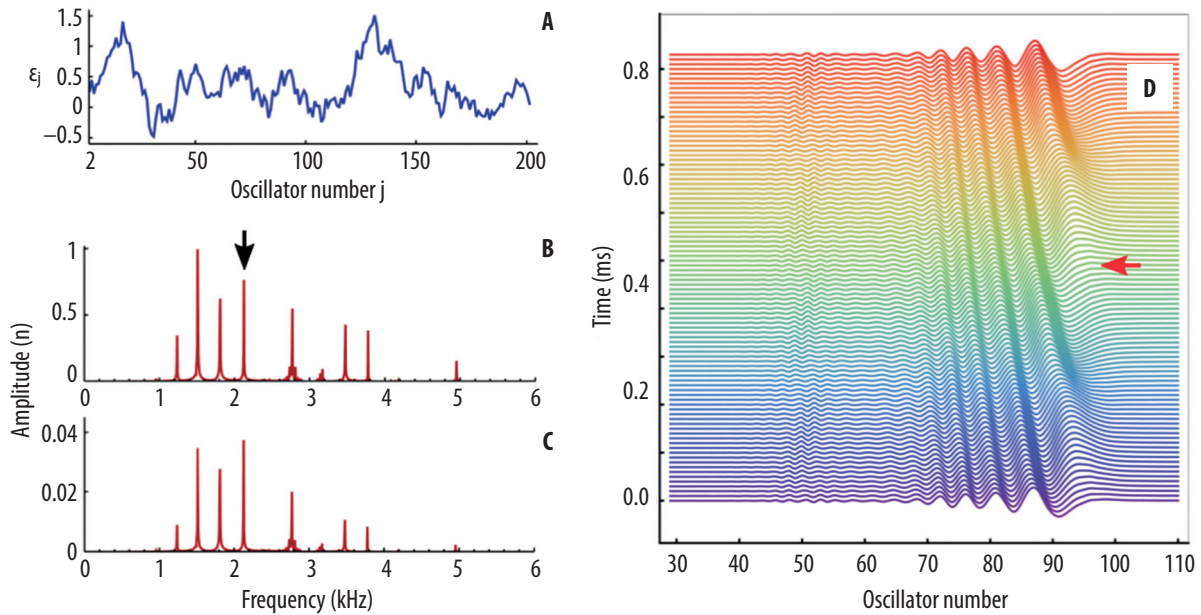 A
1.5
1
0.5
0
−0.5
εj
2 50 100 150 200
Oscillator number j
B
1
0.5
0
0 1 2 3 4 5 6
Amplitude (n)
C
0.04
0.02
0
0 1 2 3 4 5 6
Frequency (kHz)
D
0.8
0.6
0.4
0.2
0.0
Time (ms)
30 40 50 60 70 80 90 100 110
Oscillator number